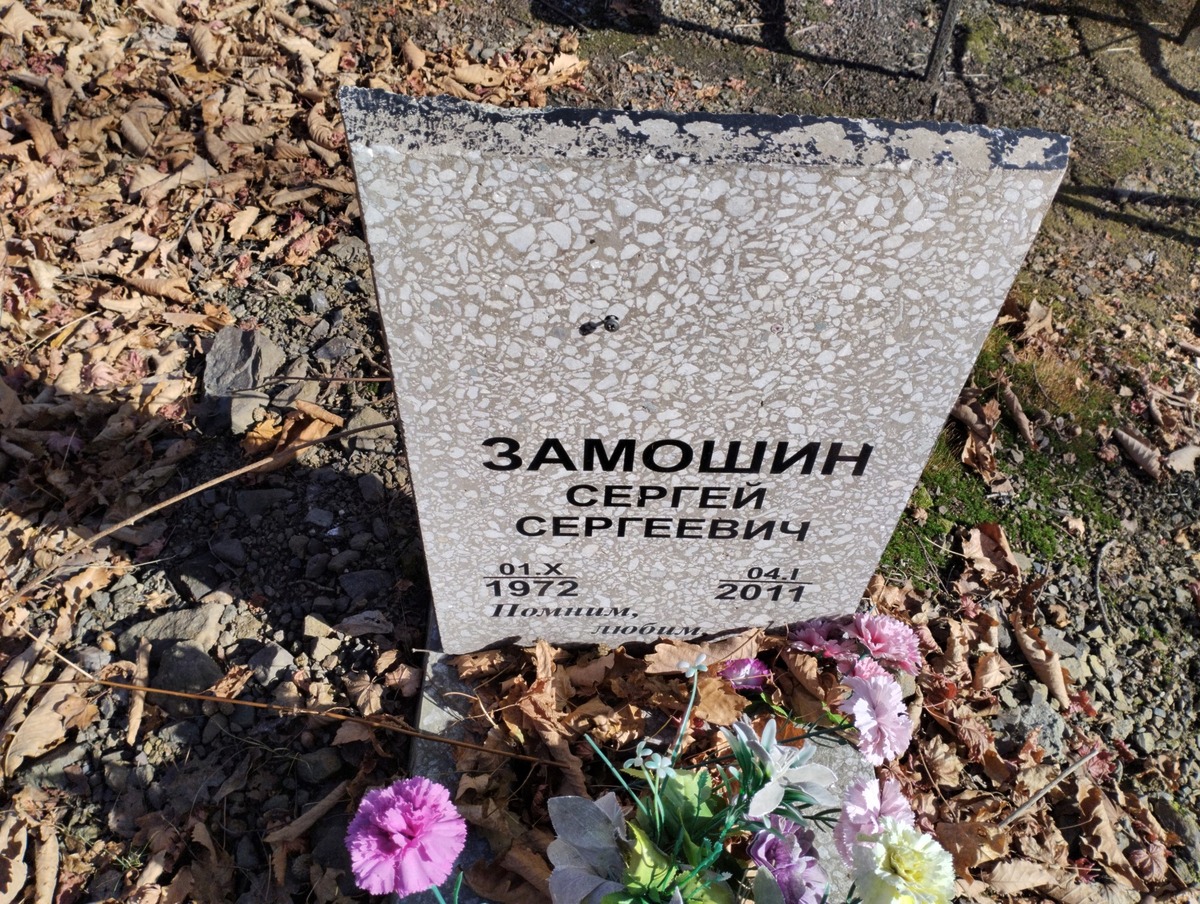 ЗАМОШИН
СЕРГЕЙ
СЕРГЕЕВИЧ
01.X 04.I
1972 2011
Помним,
любим